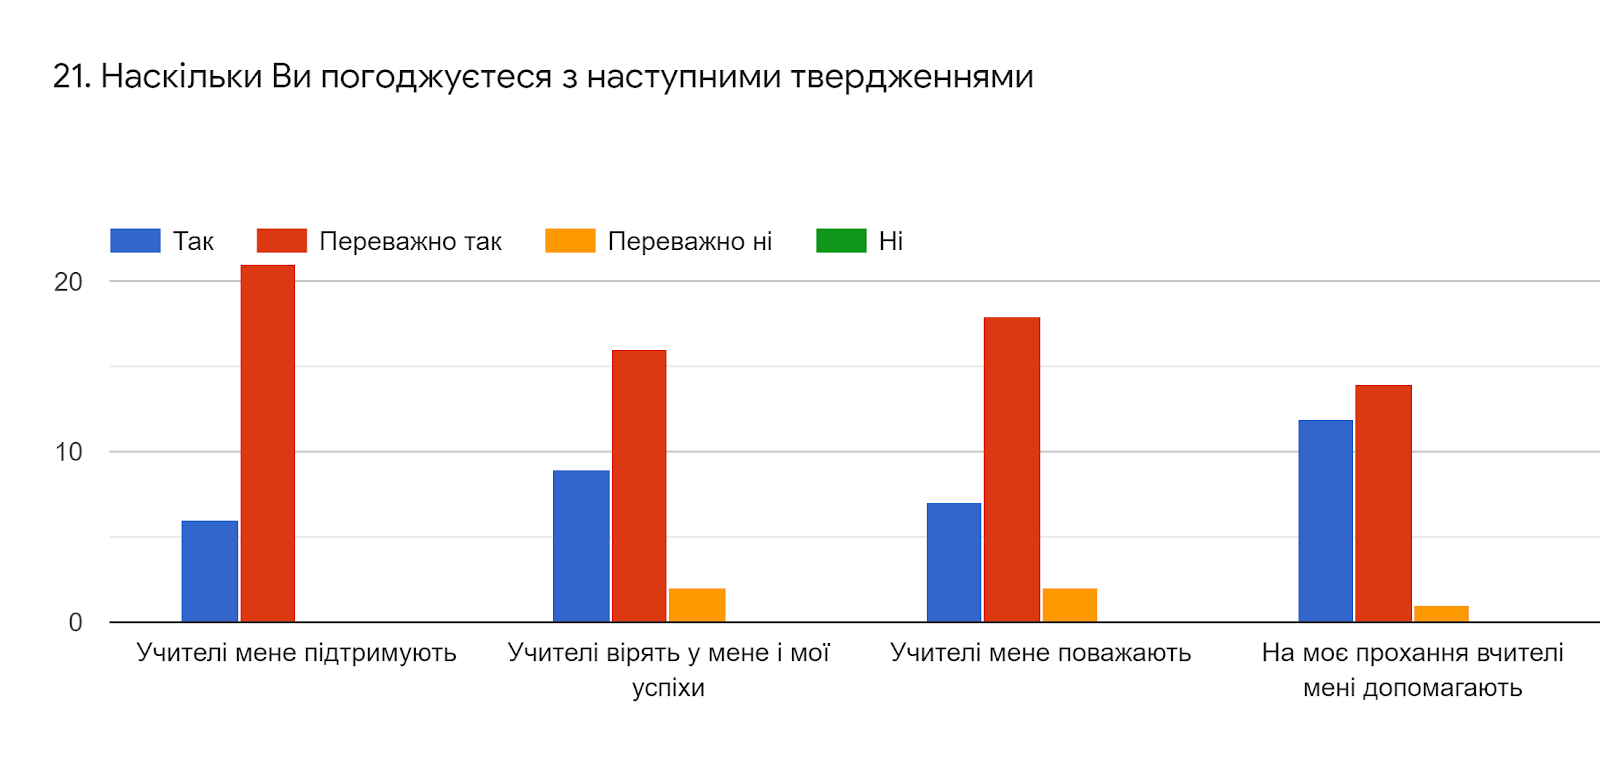 21. Наскільки Ви погоджуєтеся з наступними твердженнями
Так Переважно так Переважно ні Ні
20
10
0
Учителі мене підтримують
Учителі вірять у мене і мої
успіхи
Учителі мене поважають
На моє прохання вчителі
мені допомагають